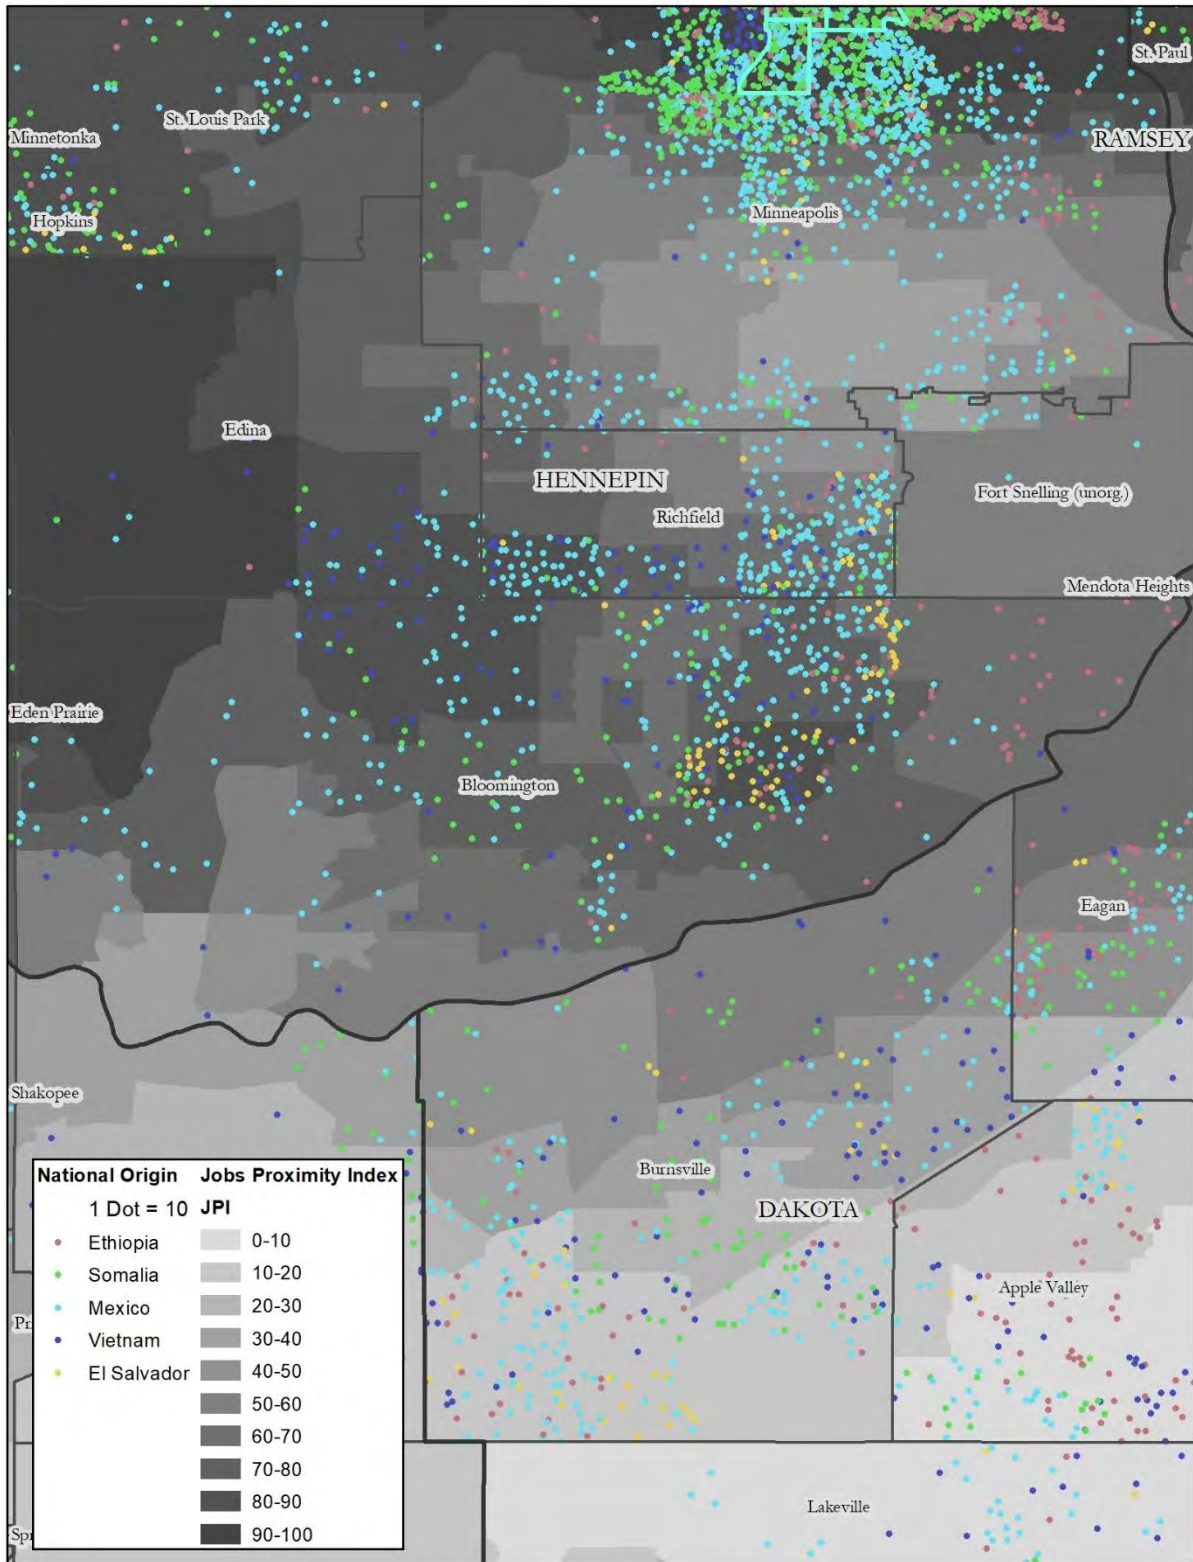 St. Paul
St. Louis Park
Minnetonka
RAMSEY
Hopkins
Minneapolis
Edina
HENNEPIN
Fort Snelling (unorg.)
Richfield
Mendota Heights
Eden Prairie
Bloomington
Eagan
Shakopee
Burnsville
DAKOTA
Apple Valley
Lakeville
Pr
Spr
National Origin Jobs Proximity Index
1 Dot = 10 JPI
Ethiopia 0-10
Somalia 10-20
Mexico 20-30
Vietnam 30-40
El Salvador 40-50
50-60
60-70
70-80
80-90
90-100